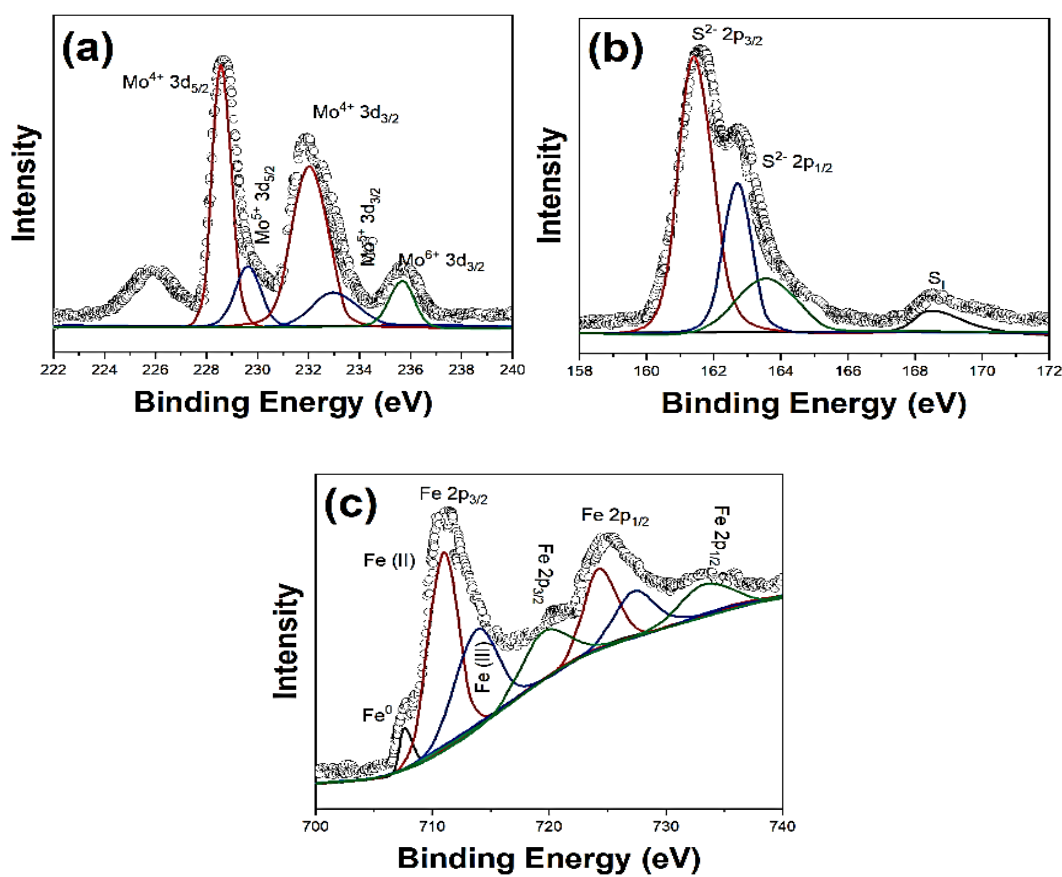 (a)
Mo⁴⁺ 3d₅/₂
Mo⁴⁺ 3d₃/₂
Mo⁵⁺ 3d₅/₂
Mo⁵⁺ 3d₃/₂
Mo⁶⁺ 3d₃/₂
Intensity
222 224 226 228 230 232 234 236 238 240
Binding Energy (eV)
(b)
S²⁻ 2p₃/₂
S²⁻ 2p₁/₂
Intensity
158 160 162 164 166 168 170 172
Binding Energy (eV)
(c)
Fe 2p₃/₂
Fe (II)
Fe (III)
Fe⁰
Fe 2p₃/₂
Fe 2p₁/₂
Fe 2p₁/₂
Intensity
700 710 720 730 740
Binding Energy (eV)